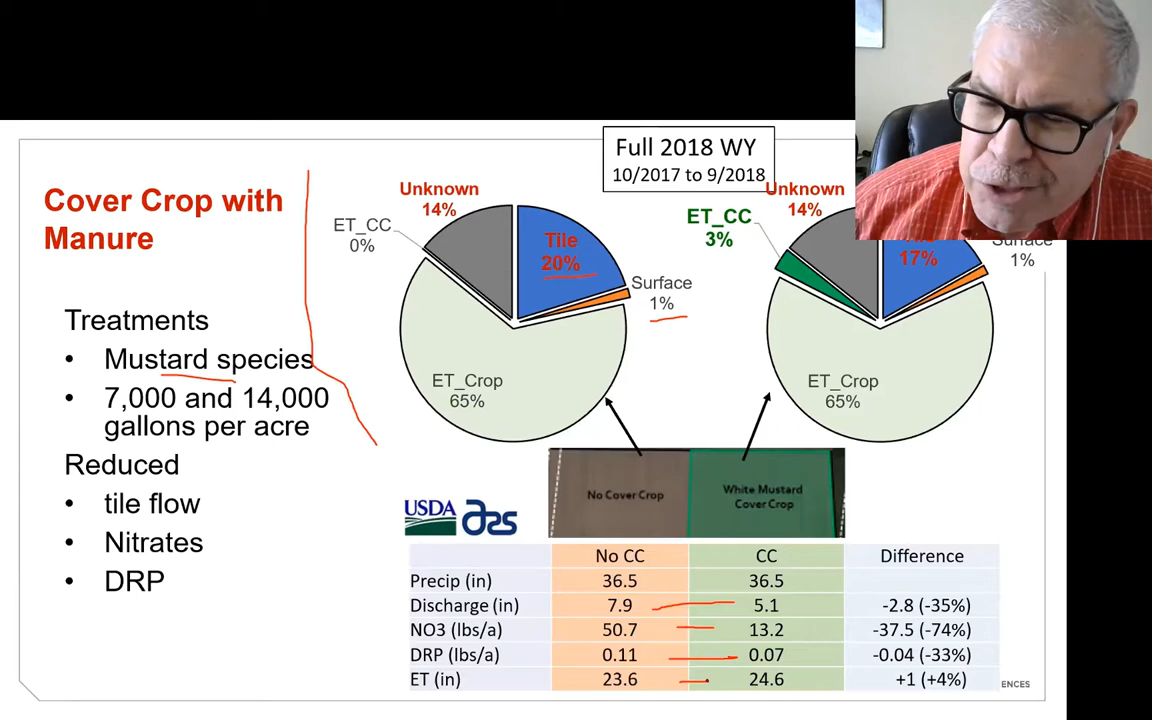 Full 2018 WY
10/2017 to 9/2018
Cover Crop with
Manure
Treatments
• Mustard species
• 7,000 and 14,000
gallons per acre
Reduced
• tile flow
• Nitrates
• DRP
Unknown
14%
ET_CC
0%
Tile
20%
Surface
1%
ET_Crop
65%
Unknown
14%
ET_CC
3%
17%
Surface
1%
ET_Crop
65%
No Cover Crop
White Mustard
Cover Crop
USDA
No CC CC Difference
Precip (in) 36.5 36.5
Discharge (in) 7.9 5.1 -2.8 (-35%)
NO3 (lbs/a) 50.7 13.2 -37.5 (-74%)
DRP (lbs/a) 0.11 0.07 -0.04 (-33%)
ET (in) 23.6 24.6 +1 (+4%)
ENCES